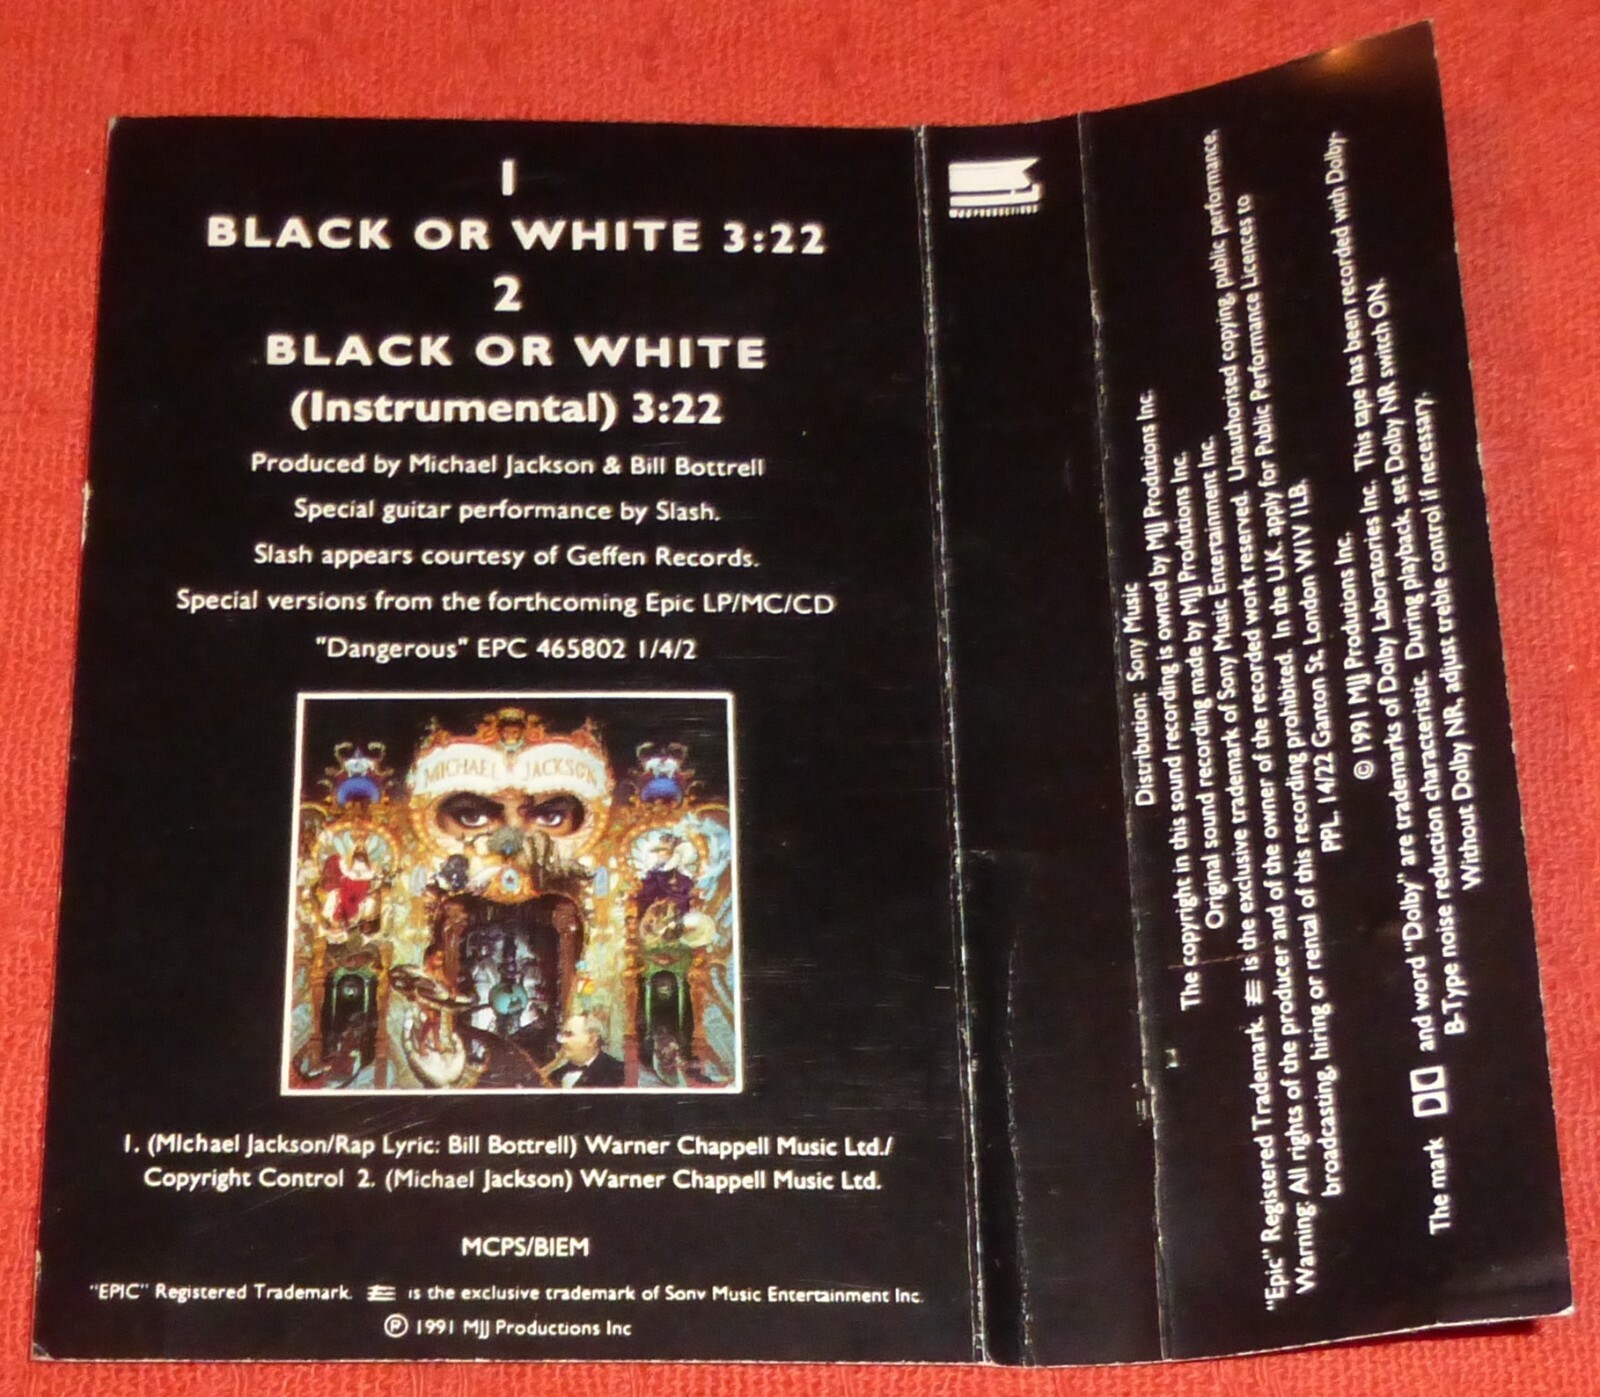 1
BLACK OR WHITE 3:22
2
BLACK OR WHITE
(Instrumental) 3:22
Produced by Michael Jackson & Bill Bottrell
Special guitar performance by Slash.
Slash appears courtesy of Geffen Records.
Special versions from the forthcoming Epic LP/MC/CD
"Dangerous" EPC 465802 1/4/2
MICHAEL JACKSON
1. (Michael Jackson/Rap Lyric: Bill Bottrell) Warner Chappell Music Ltd./
Copyright Control 2. (Michael Jackson) Warner Chappell Music Ltd.
MCPS/BIEM
"EPIC" Registered Trademark. is the exclusive trademark of Sony Music Entertainment Inc.
℗ 1991 MJJ Productions Inc
MJJ PRODUCTIONS
Distribution: Sony Music
The copyright in this sound recording is owned by MJJ Produtions Inc.
Original sound recording made by MJJ Produtions Inc.
"Epic" Registered Trademark. is the exclusive trademark of Sony Music Entertainment Inc.
Warning: All rights of the producer and of the owner of the recorded work reserved. Unauthorised copying, public performance,
broadcasting, hiring or rental of this recording prohibited. In the U.K. apply for Public Performance Licences to
PPL, 14/22 Ganton St. London W1V 1LB.
© 1991 MJJ Produtions Inc.
The mark and word "Dolby" are trademarks of Dolby Laboratories Inc. This tape has been recorded with Dolby-
B-Type noise reduction characteristic. During playback, set Dolby NR switch ON.
Without Dolby NR, adjust treble control if necessary.